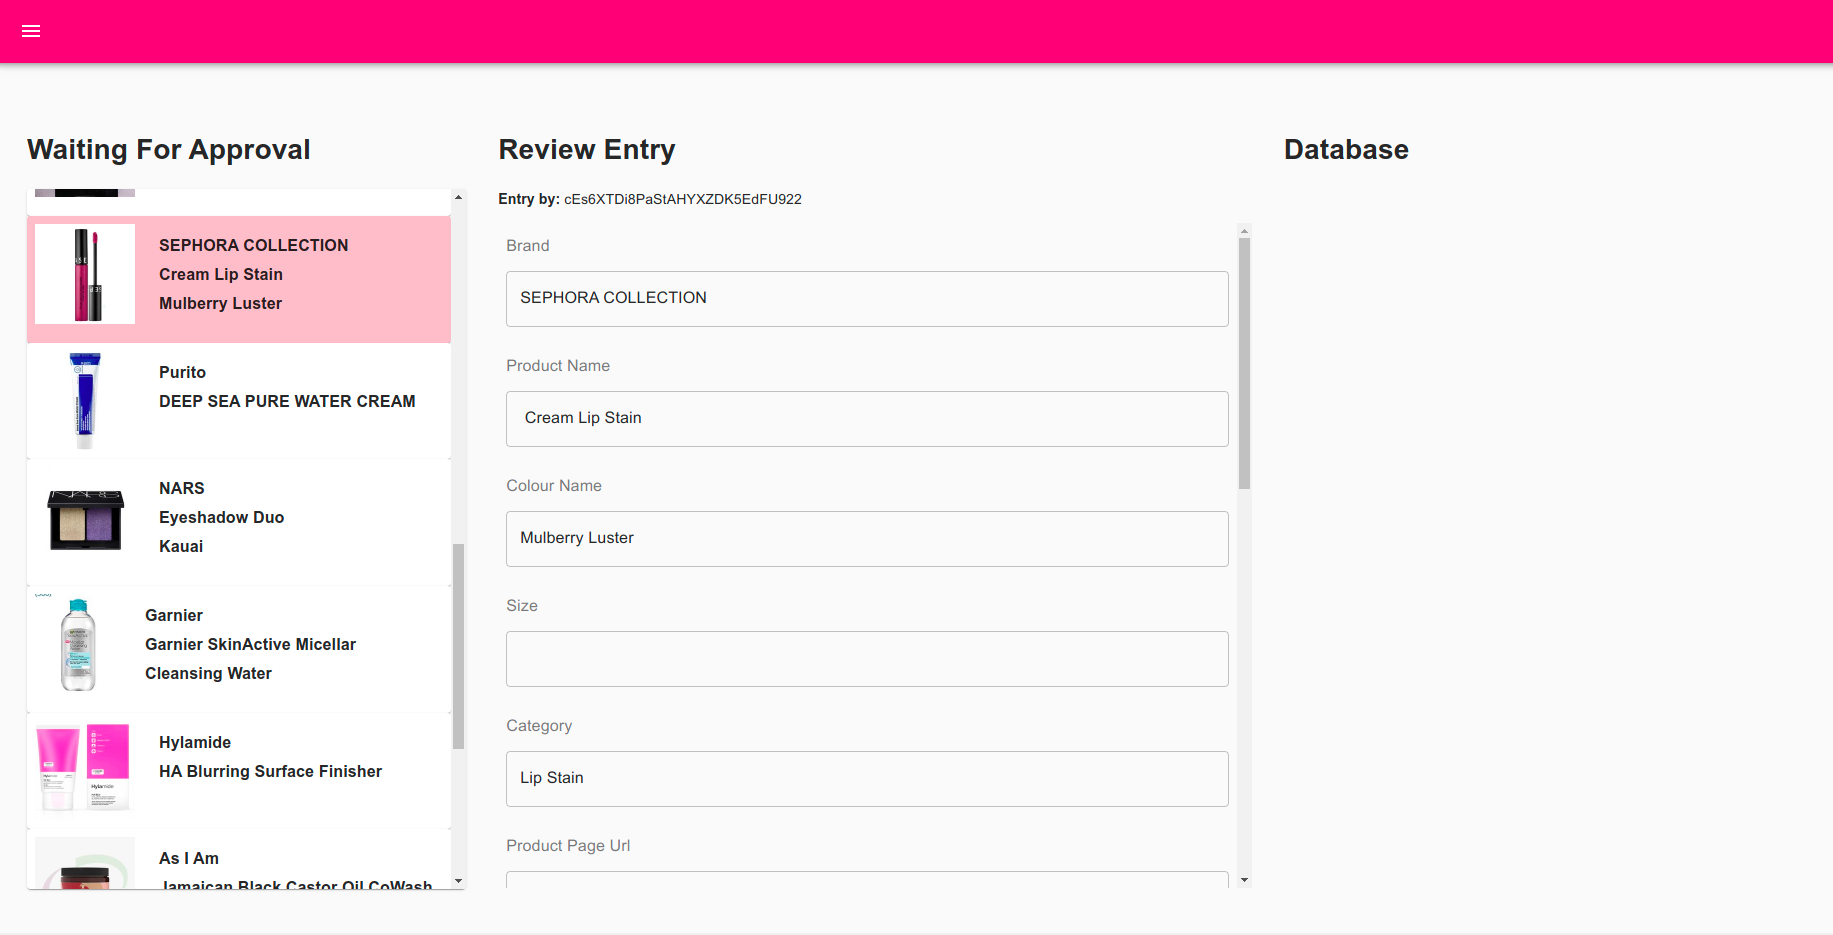 Waiting For Approval
SEPHORA COLLECTION
Cream Lip Stain
Mulberry Luster
Purito
DEEP SEA PURE WATER CREAM
NARS
Eyeshadow Duo
Kauai
Garnier
Garnier SkinActive Micellar
Cleansing Water
Hylamide
HA Blurring Surface Finisher
As I Am
Jamaican Black Castor Oil CoWash
Review Entry
Entry by: cEs6XTDi8PaStAHYXZDK5EdFU922
Brand
SEPHORA COLLECTION
Product Name
Cream Lip Stain
Colour Name
Mulberry Luster
Size
Category
Lip Stain
Product Page Url
Database